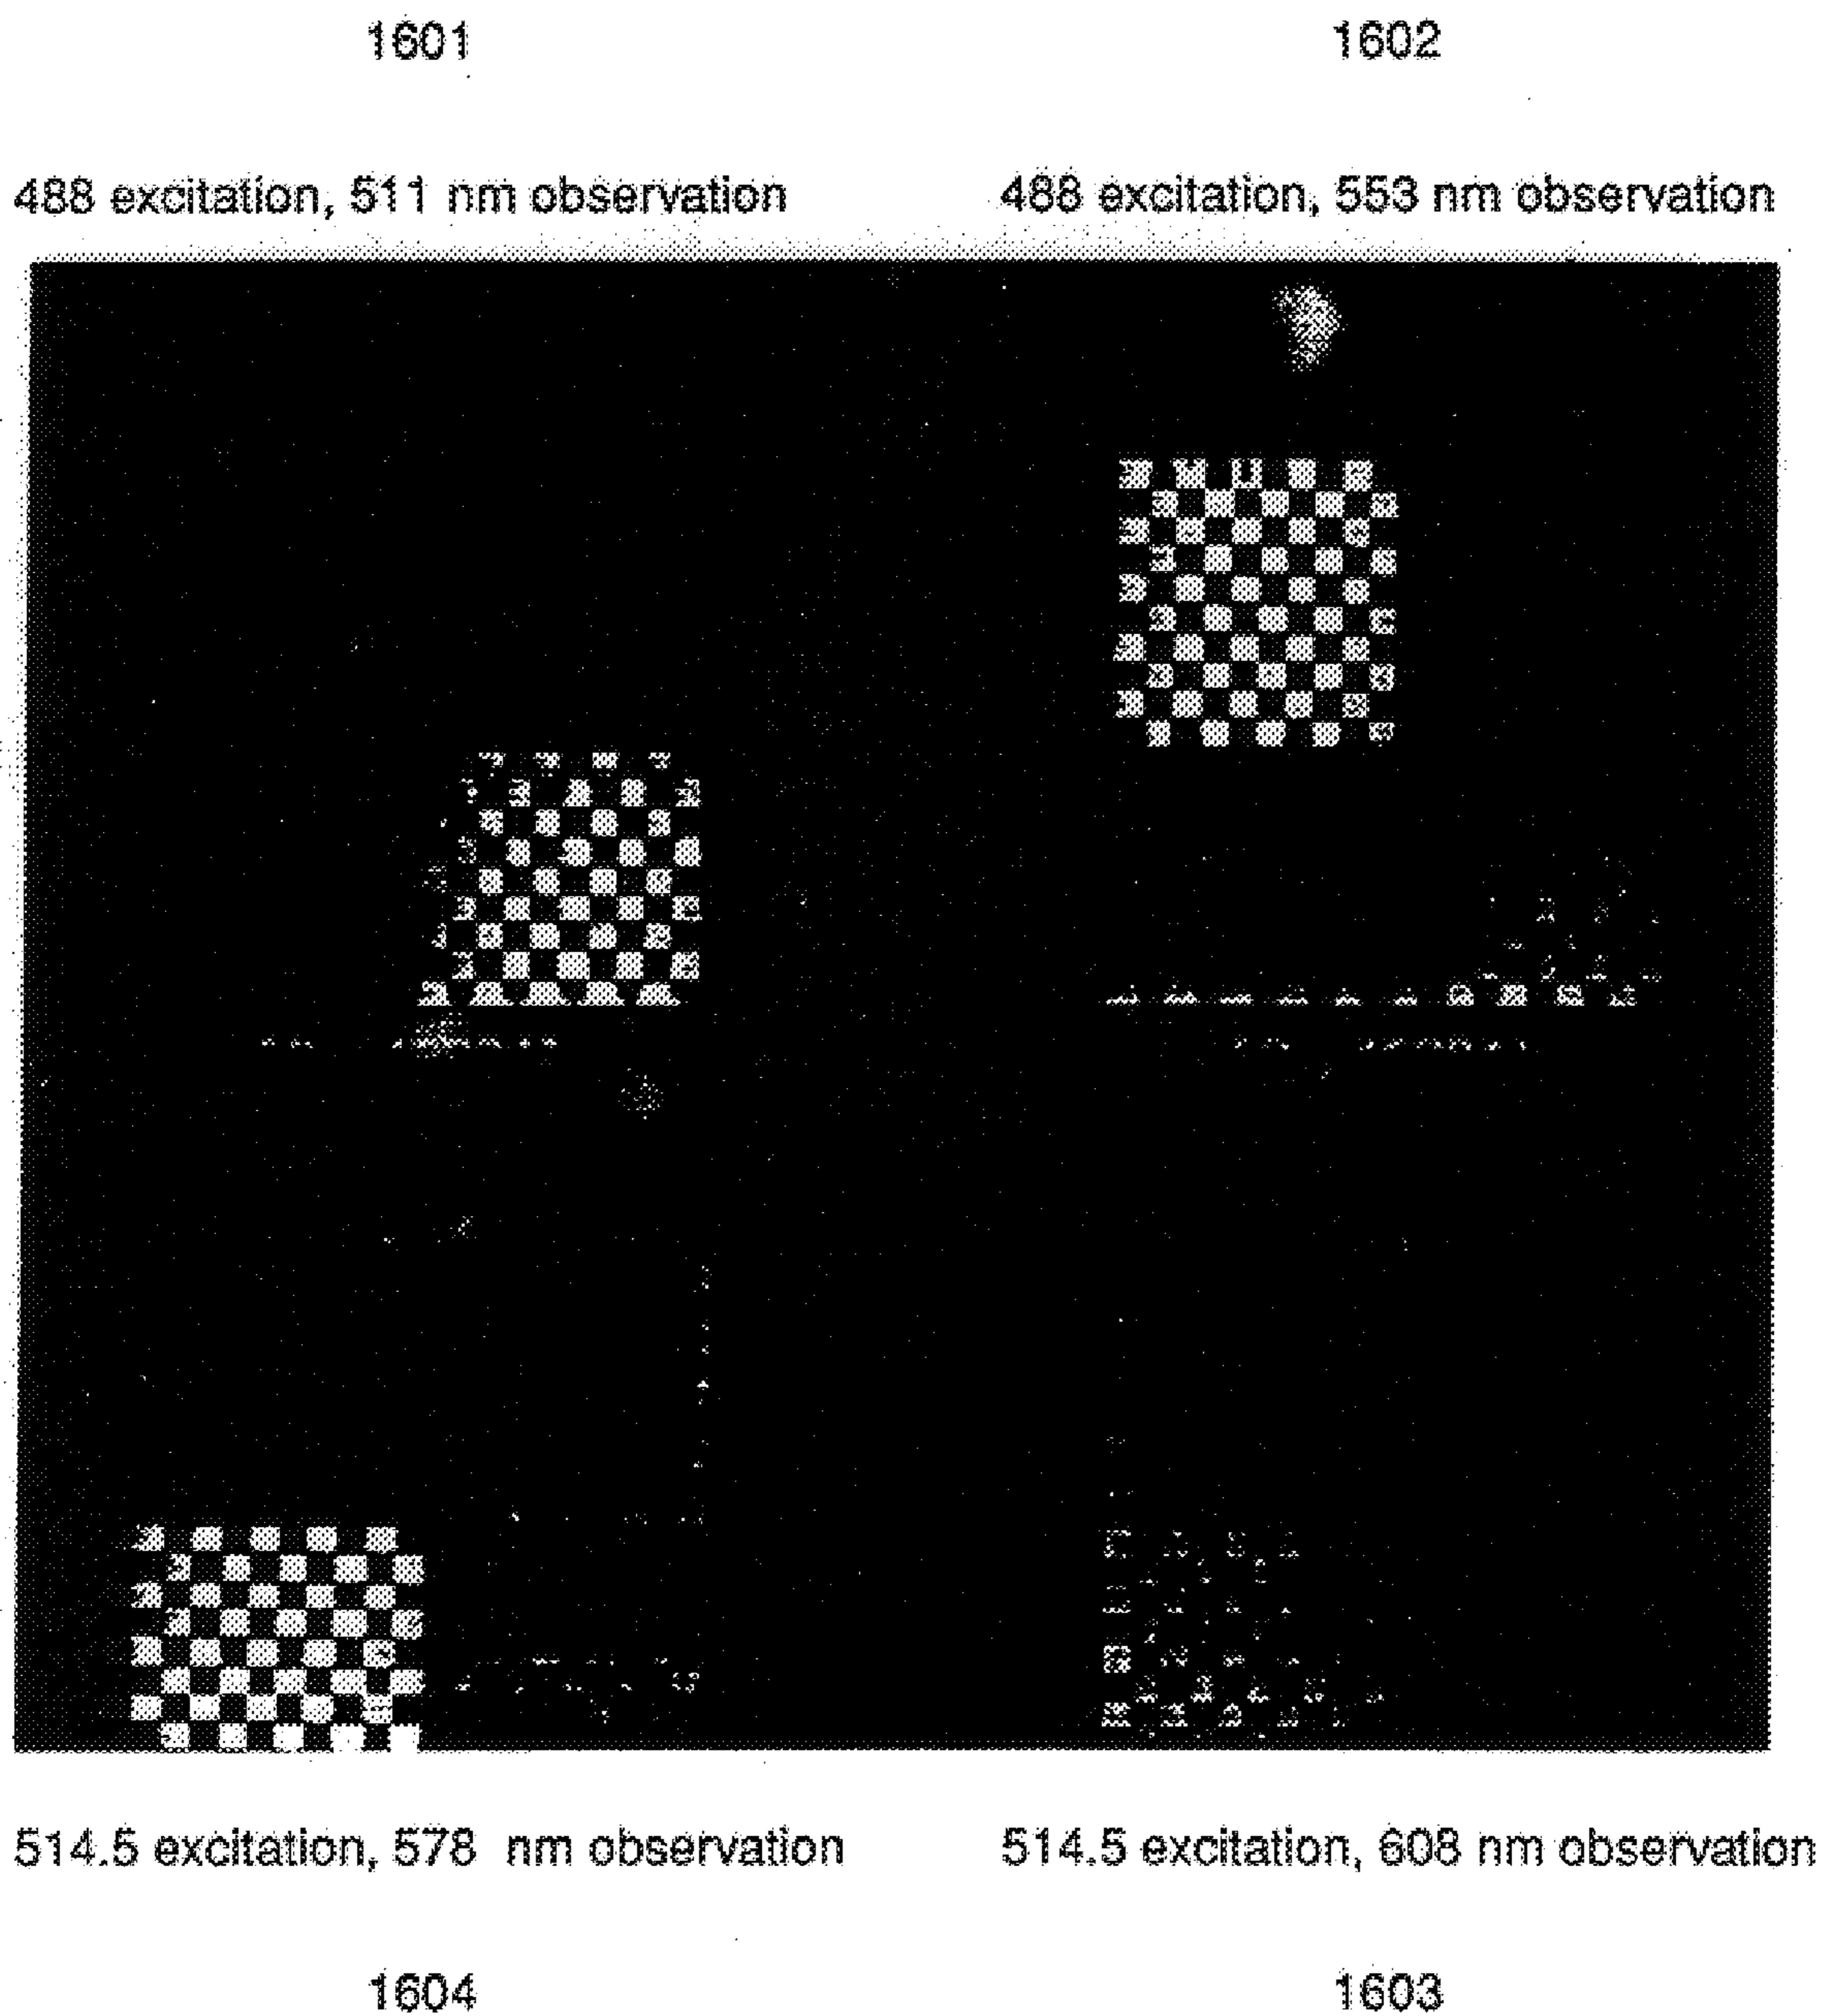 1601 1602
488 excitation, 511 nm observation 488 excitation, 553 nm observation
514.5 excitation, 578 nm observation 514.5 excitation, 608 nm observation
1604 1603